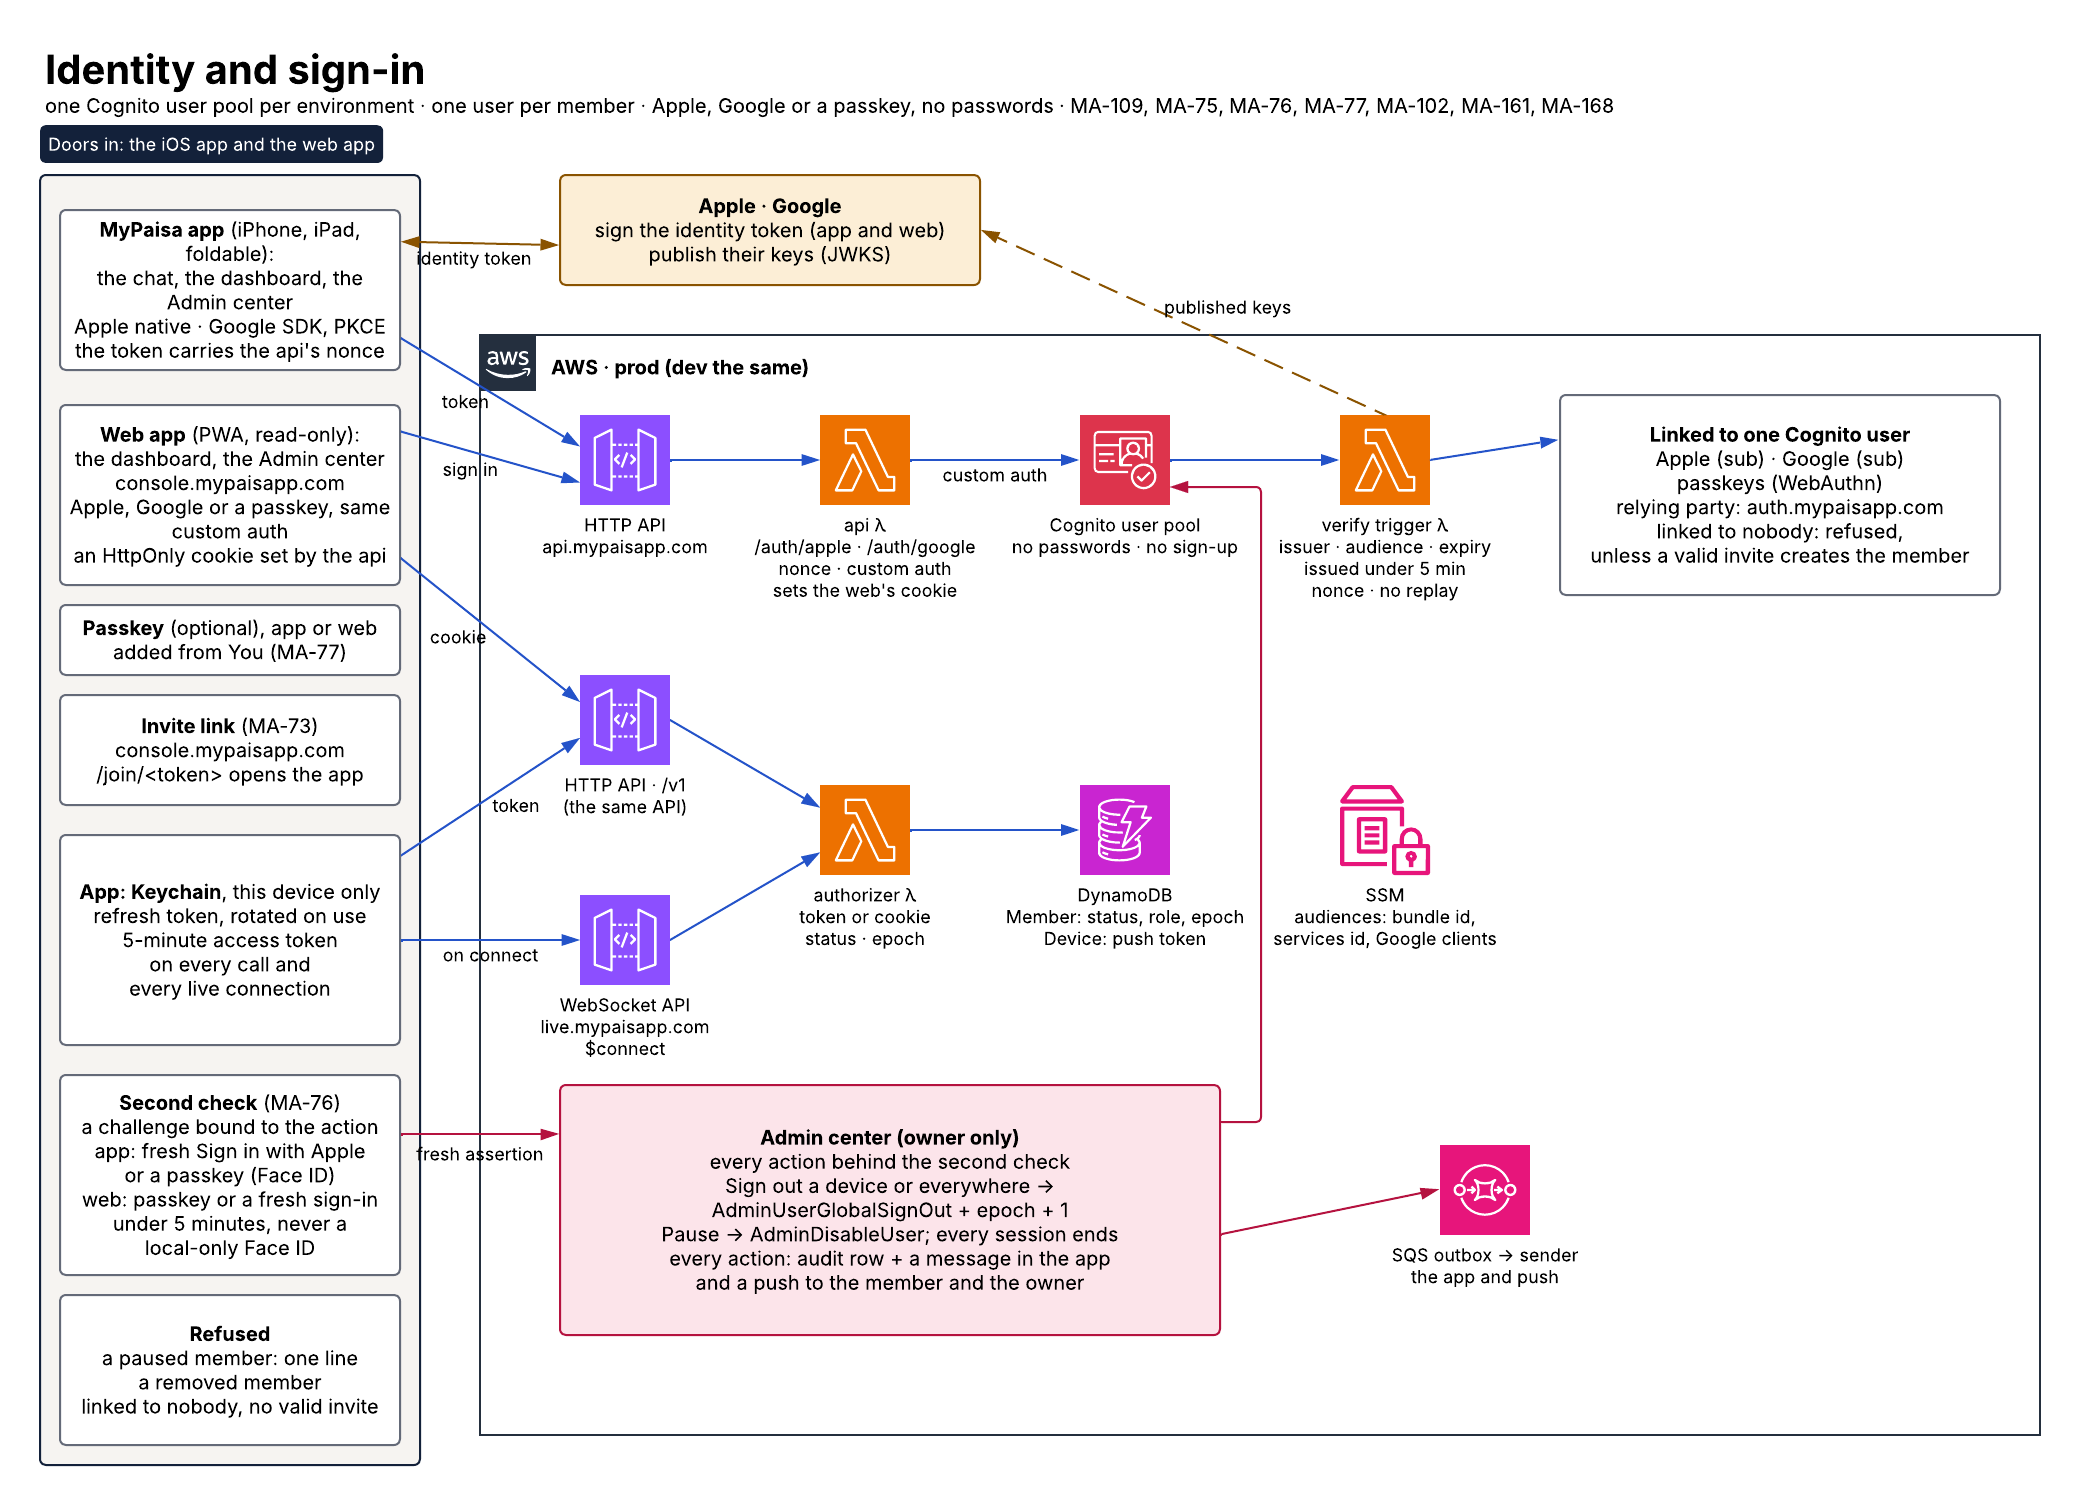 Identity and sign-in
one Cognito user pool per environment · one user per member · Apple, Google or a passkey, no passwords · MA-109, MA-75, MA-76, MA-77, MA-102, MA-161, MA-168
Doors in: the iOS app and the web app
MyPaisa app (iPhone, iPad,
foldable):
the chat, the dashboard, the
Admin center
Apple native · Google SDK, PKCE
the token carries the api's nonce
identity token
Apple · Google
sign the identity token (app and web)
publish their keys (JWKS)
published keys
aws
AWS · prod (dev the same)
token
Web app (PWA, read-only):
the dashboard, the Admin center
console.mypaisapp.com
Apple, Google or a passkey, same
custom auth
an HttpOnly cookie set by the api
sign in
HTTP API
api.mypaisapp.com
api λ
/auth/apple · /auth/google
nonce · custom auth
sets the web's cookie
custom auth
Cognito user pool
no passwords · no sign-up
verify trigger λ
issuer · audience · expiry
issued under 5 min
nonce · no replay
Linked to one Cognito user
Apple (sub) · Google (sub)
passkeys (WebAuthn)
relying party: auth.mypaisapp.com
linked to nobody: refused,
unless a valid invite creates the member
Passkey (optional), app or web
added from You (MA-77)
cookie
Invite link (MA-73)
console.mypaisapp.com
/join/<token> opens the app
HTTP API · /v1
(the same API)
token
App: Keychain, this device only
refresh token, rotated on use
5-minute access token
on every call and
every live connection
on connect
WebSocket API
live.mypaisapp.com
$connect
authorizer λ
token or cookie
status · epoch
DynamoDB
Member: status, role, epoch
Device: push token
SSM
audiences: bundle id,
services id, Google clients
Second check (MA-76)
a challenge bound to the action
app: fresh Sign in with Apple
or a passkey (Face ID)
web: passkey or a fresh sign-in
under 5 minutes, never a
local-only Face ID
fresh assertion
Admin center (owner only)
every action behind the second check
Sign out a device or everywhere →
AdminUserGlobalSignOut + epoch + 1
Pause → AdminDisableUser; every session ends
every action: audit row + a message in the app
and a push to the member and the owner
SQS outbox → sender
the app and push
Refused
a paused member: one line
a removed member
linked to nobody, no valid invite